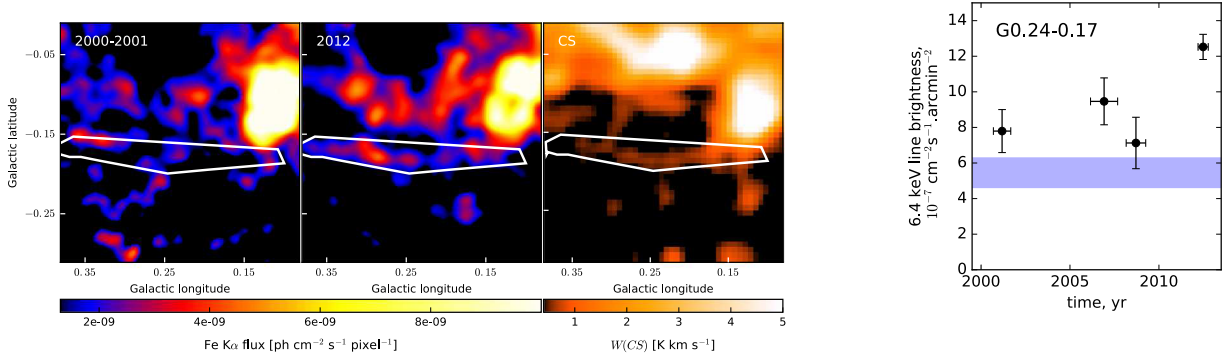 2000-2001
2012
CS
−0.05
−0.15
−0.25
Galactic latitude
0.35
0.25
0.15
0.35
0.25
0.15
0.35
0.25
0.15
Galactic longitude
Galactic longitude
Galactic longitude
2e-09
4e-09
6e-09
8e-09
1
2
3
4
5
Fe Kα flux [ph cm⁻² s⁻¹ pixel⁻¹]
W(CS) [K km s⁻¹]
G0.24-0.17
6.4 keV line brightness,
10⁻⁷ cm⁻²s⁻¹.arcmin⁻²
14
12
10
8
6
4
2
0
2000
2005
2010
time, yr